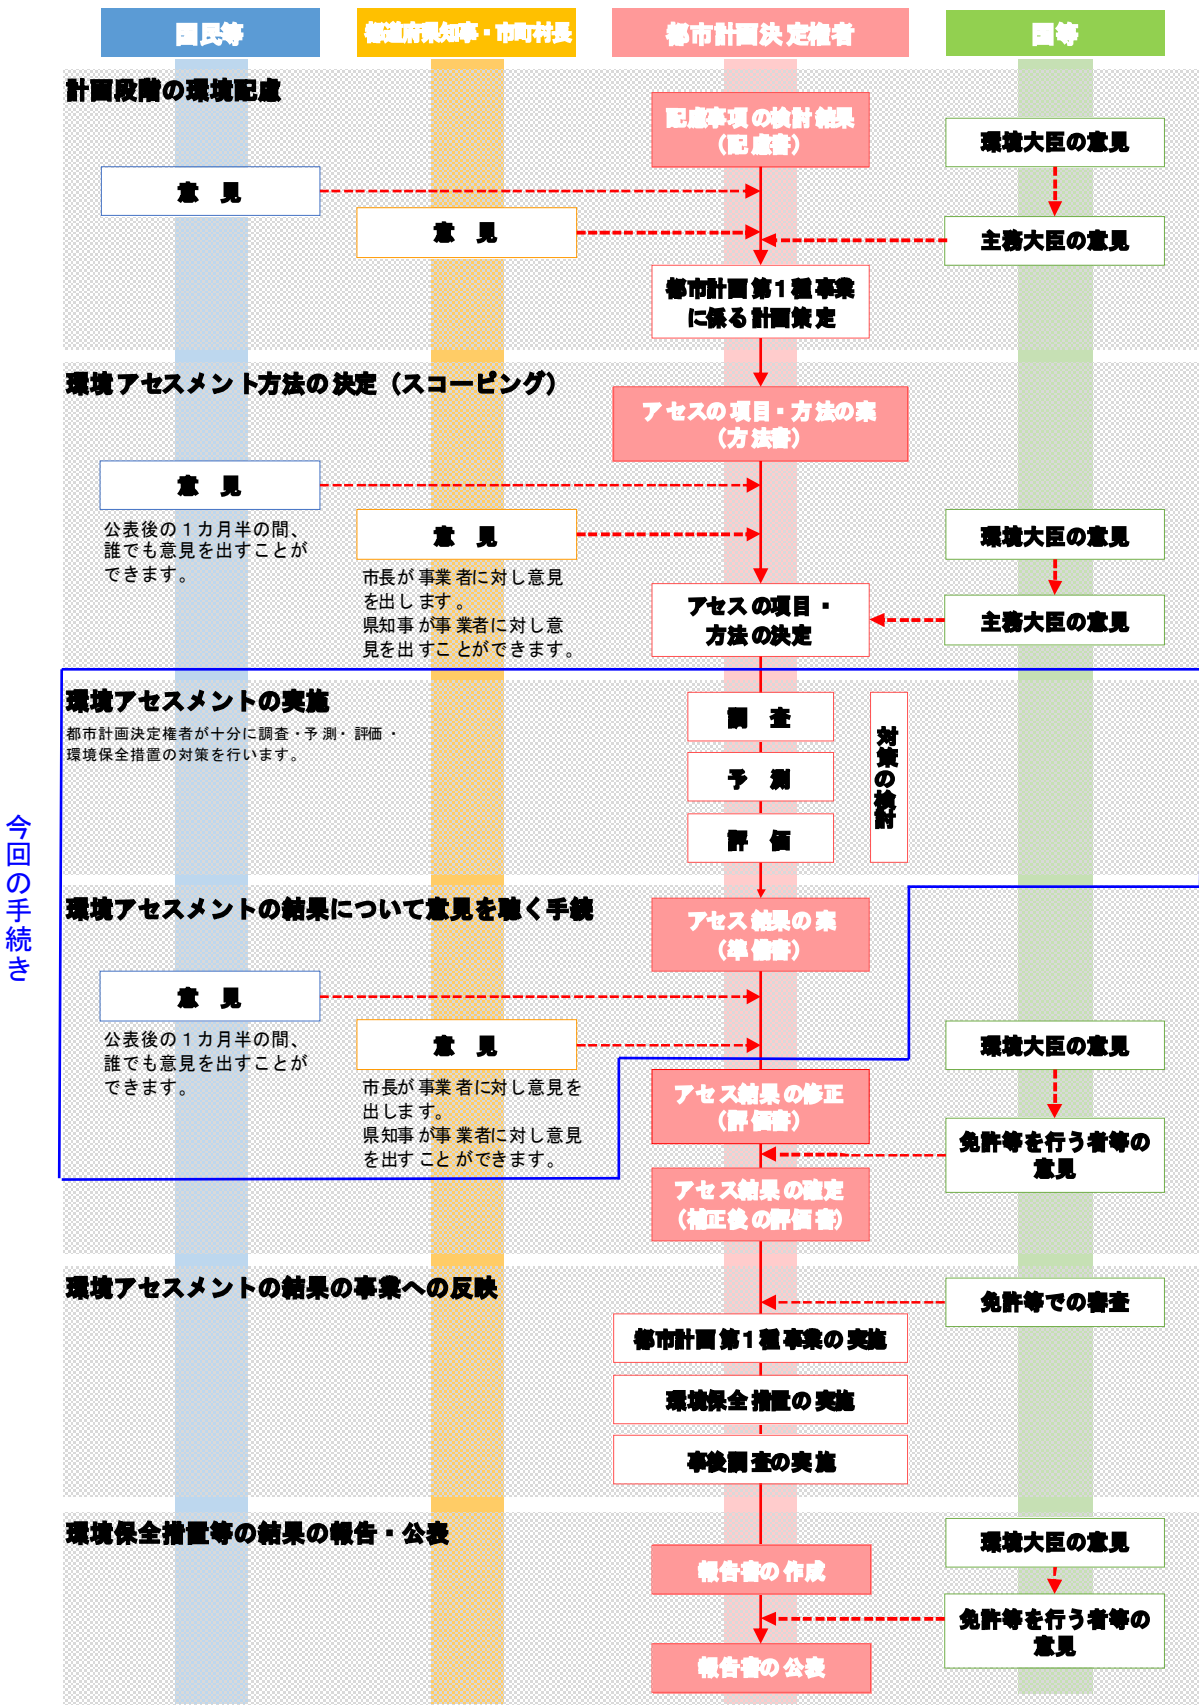 国民等
都道府県知事・市町村長
都市計画決定権者
国等
計画段階の環境配慮
配慮事項の検討結果
（配慮書）
環境大臣の意見
意　見
意　見
主務大臣の意見
都市計画第１種事業
に係る計画策定
環境アセスメント方法の決定（スコーピング）
アセスの項目・方法の案
（方法書）
意　見
公表後の１カ月半の間、
誰でも意見を出すことが
できます。
意　見
市長が事業者に対し意見
を出します。
県知事が事業者に対し意
見を出すことができます。
環境大臣の意見
アセスの項目・
方法の決定
主務大臣の意見
今回の手続き
環境アセスメントの実施
都市計画決定権者が十分に調査・予測・評価・
環境保全措置の対策を行います。
調　査
予　測
評　価
対策の検討
環境アセスメントの結果について意見を聴く手続
アセス結果の案
（準備書）
意　見
公表後の１カ月半の間、
誰でも意見を出すことが
できます。
意　見
市長が事業者に対し意見を
出します。
県知事が事業者に対し意見
を出すことができます。
環境大臣の意見
アセス結果の修正
（評価書）
免許等を行う者等の
意見
アセス結果の確定
（補正後の評価書）
環境アセスメントの結果の事業への反映
免許等での審査
都市計画第１種事業の実施
環境保全措置の実施
事後調査の実施
環境保全措置等の結果の報告・公表
環境大臣の意見
報告書の作成
免許等を行う者等の
意見
報告書の公表